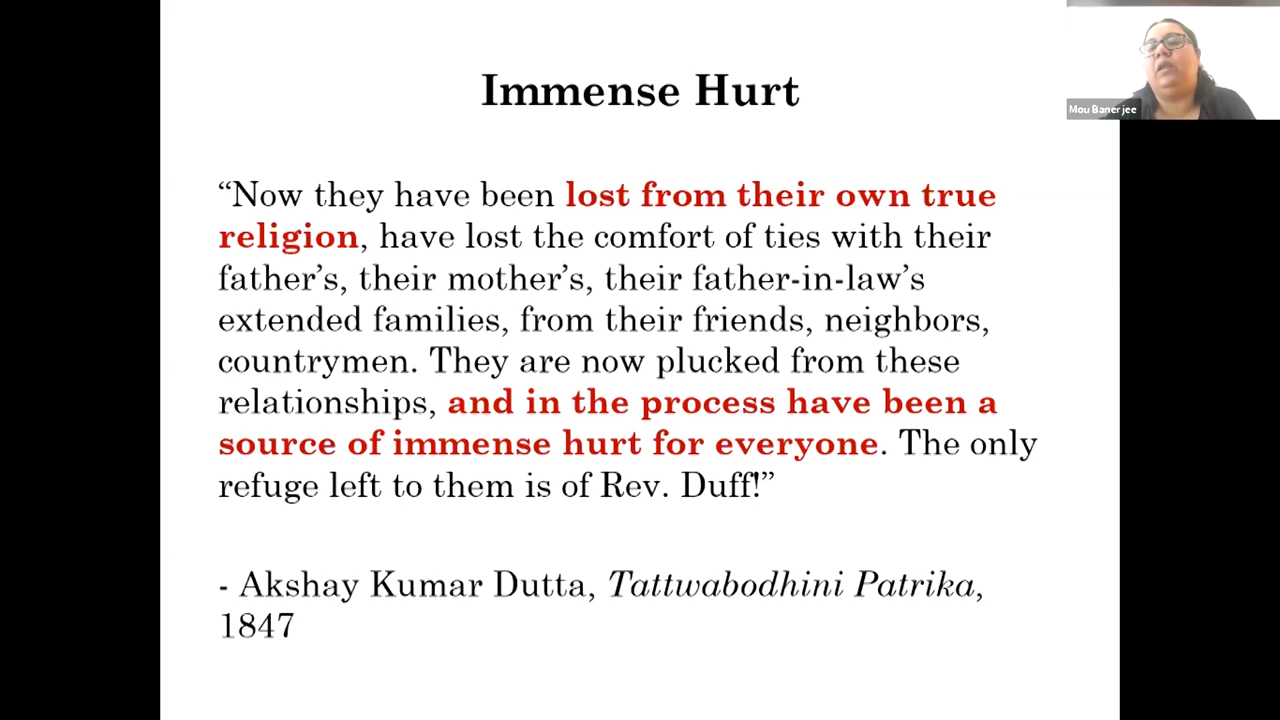 Immense Hurt
Mou Banerjee
“Now they have been lost from their own true
religion, have lost the comfort of ties with their
father’s, their mother’s, their father-in-law’s
extended families, from their friends, neighbors,
countrymen. They are now plucked from these
relationships, and in the process have been a
source of immense hurt for everyone. The only
refuge left to them is of Rev. Duff!”
- Akshay Kumar Dutta, Tattwabodhini Patrika,
1847